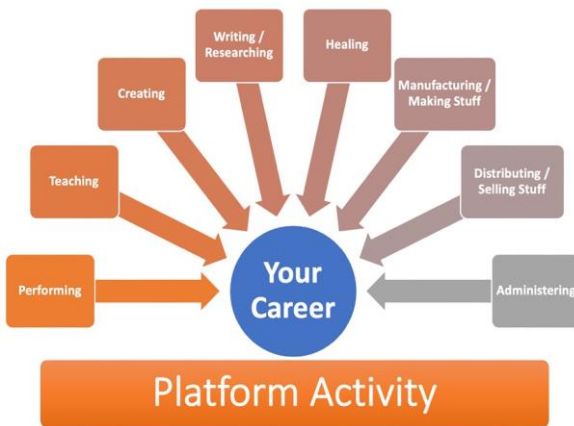 Writing /
Researching
Healing
Creating
Manufacturing /
Making Stuff
Teaching
Distributing /
Selling Stuff
Performing
Your
Career
Administering
Platform Activity